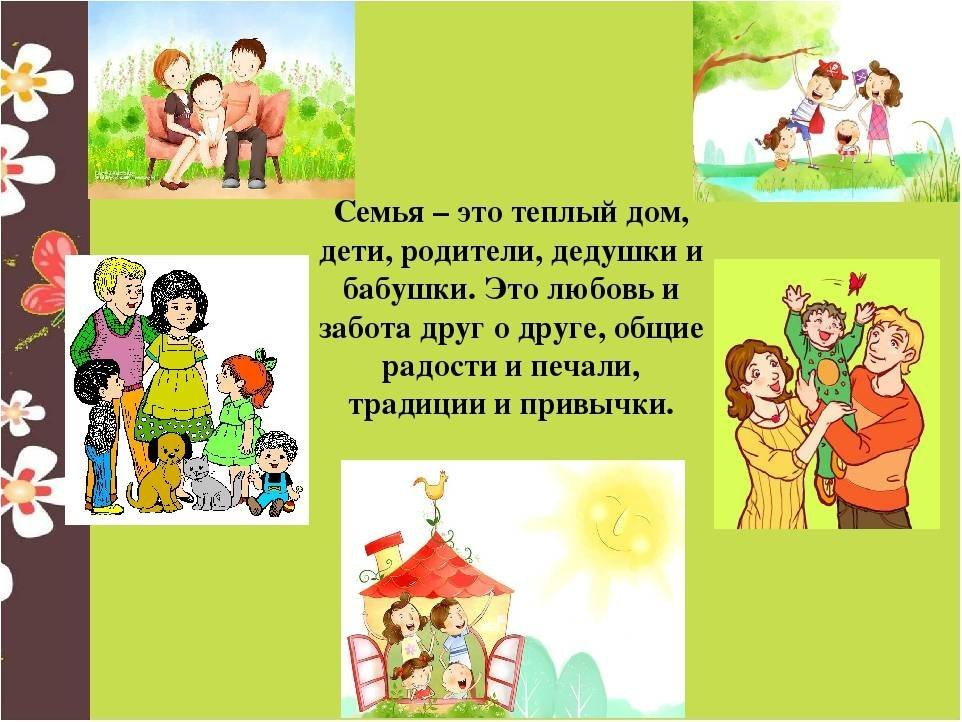 Семья – это теплый дом,
дети, родители, дедушки и
бабушки. Это любовь и
забота друг о друге, общие
радости и печали,
традиции и привычки.